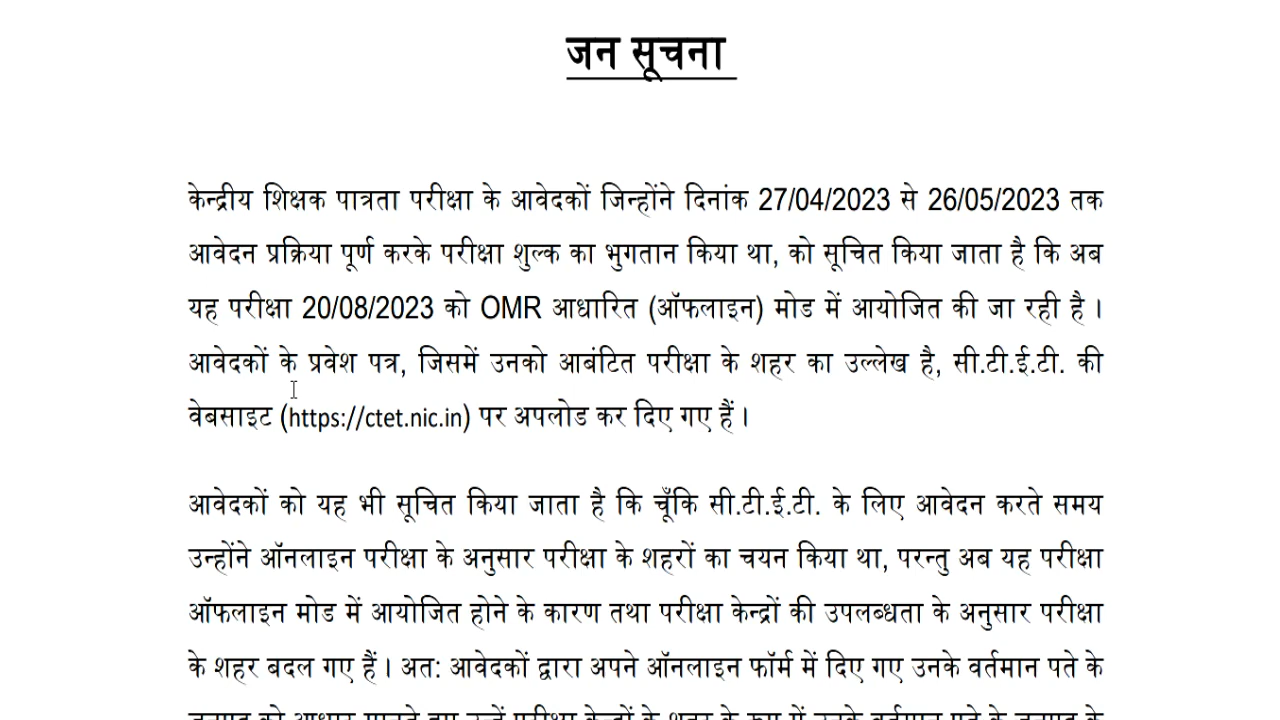 जन सूचना
केन्द्रीय शिक्षक पात्रता परीक्षा के आवेदकों जिन्होंने दिनांक 27/04/2023 से 26/05/2023 तक
आवेदन प्रक्रिया पूर्ण करके परीक्षा शुल्क का भुगतान किया था, को सूचित किया जाता है कि अब
यह परीक्षा 20/08/2023 को OMR आधारित (ऑफलाइन) मोड में आयोजित की जा रही है ।
आवेदकों के प्रवेश पत्र, जिसमें उनको आबंटित परीक्षा के शहर का उल्लेख है, सी.टी.ई.टी. की
वेबसाइट (https://ctet.nic.in) पर अपलोड कर दिए गए हैं ।
आवेदकों को यह भी सूचित किया जाता है कि चूँकि सी.टी.ई.टी. के लिए आवेदन करते समय
उन्होंने ऑनलाइन परीक्षा के अनुसार परीक्षा के शहरों का चयन किया था, परन्तु अब यह परीक्षा
ऑफलाइन मोड में आयोजित होने के कारण तथा परीक्षा केन्द्रों की उपलब्धता के अनुसार परीक्षा
के शहर बदल गए हैं । अत: आवेदकों द्वारा अपने ऑनलाइन फॉर्म में दिए गए उनके वर्तमान पते के